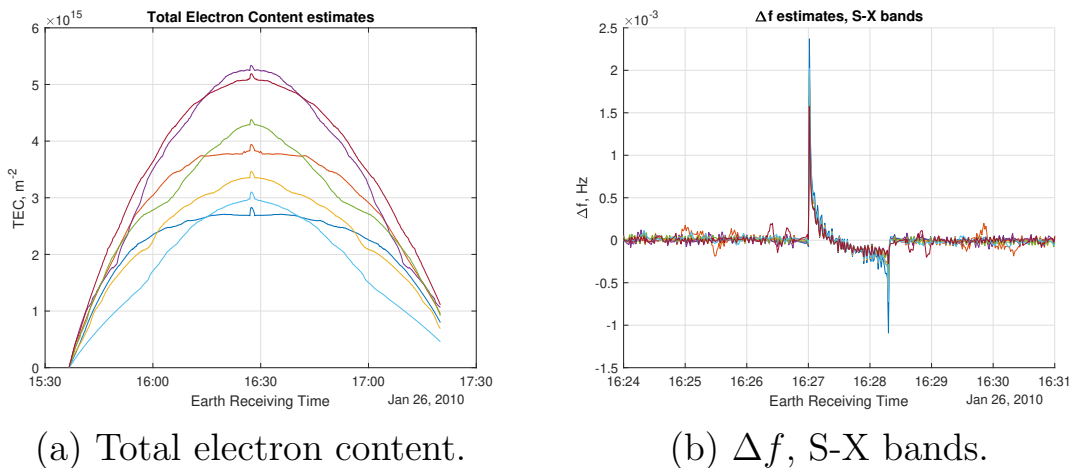 Total Electron Content estimates
×10^15
6
5
4
3
2
1
0
TEC, m^-2
15:30 16:00 16:30 17:00 17:30
Earth Receiving Time
Jan 26, 2010
(a) Total electron content.
Δf estimates, S-X bands
×10^-3
2.5
2
1.5
1
0.5
0
-0.5
-1
-1.5
Δf, Hz
16:24 16:25 16:26 16:27 16:28 16:29 16:30 16:31
Earth Receiving Time
Jan 26, 2010
(b) Δf, S-X bands.